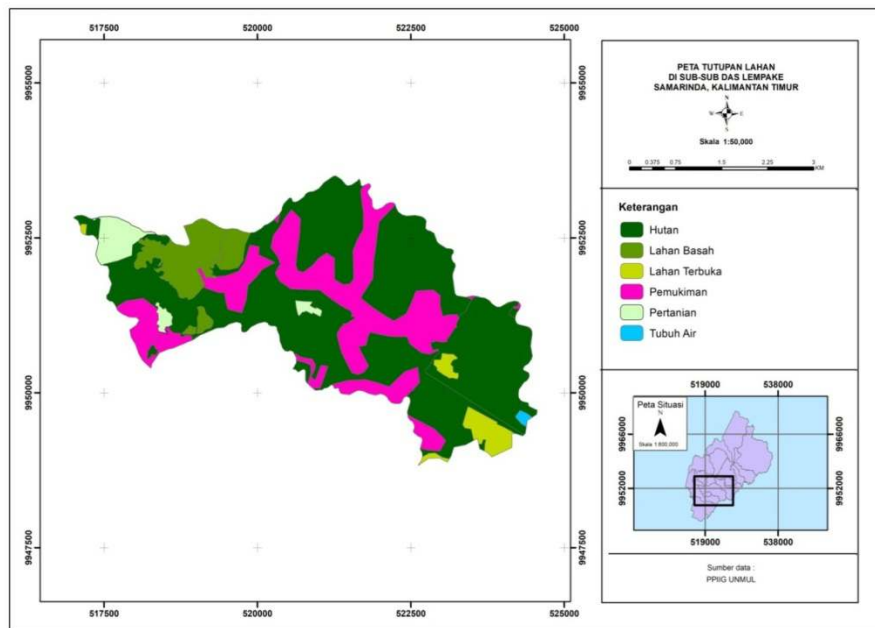 517500 520000 522500 525000
9955000
9952500
9950000
9947500
9955000
9952500
9950000
9947500
517500 520000 522500 525000
PETA TUTUPAN LAHAN
DI SUB-SUB DAS LEMPAKE
SAMARINDA, KALIMANTAN TIMUR
N
W E
S
Skala 1:50,000
0 0.375 0.75 1.5 2.25 3
KM
Keterangan
Hutan
Lahan Basah
Lahan Terbuka
Pemukiman
Pertanian
Tubuh Air
519000 538000
Peta Situasi
N
Skala 1:800,000
9966000
9952000
9966000
9952000
519000 538000
Sumber data :
PPIIG UNMUL